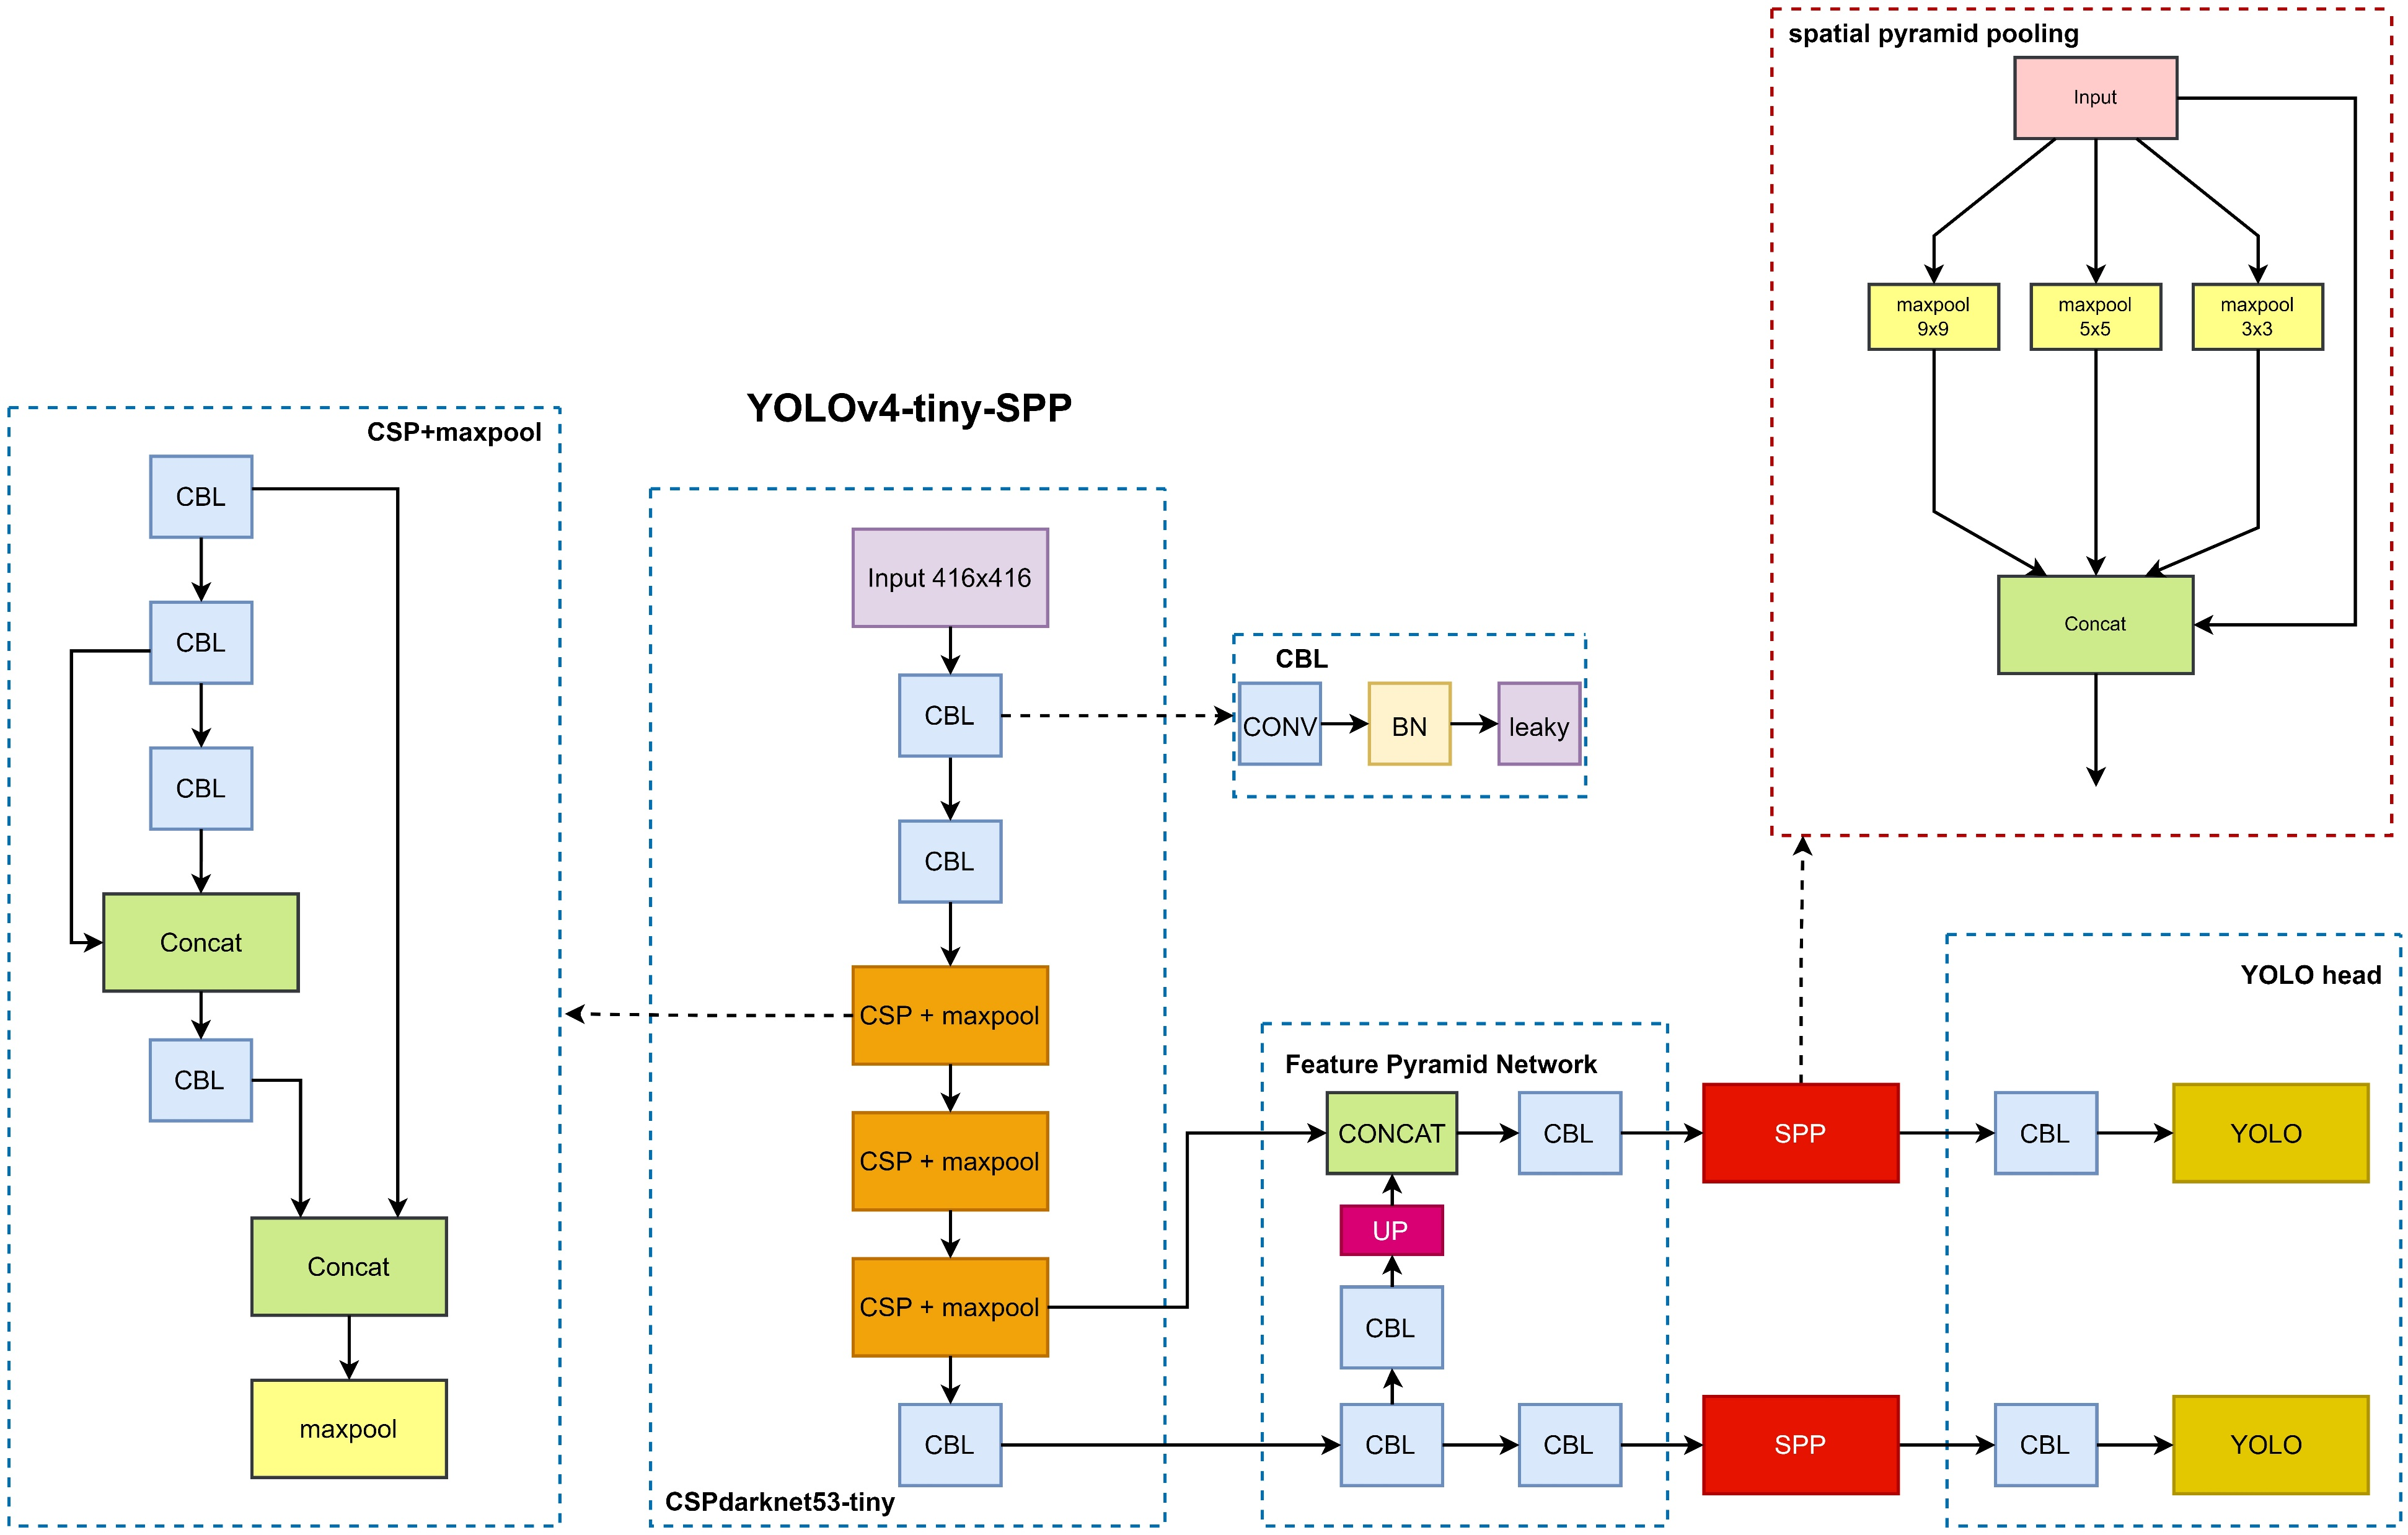 spatial pyramid pooling
Input
maxpool
9x9
maxpool
5x5
maxpool
3x3
Concat
YOLOv4-tiny-SPP
CSP+maxpool
CBL
CBL
CBL
Concat
CBL
Concat
maxpool
Input 416x416
CBL
CBL
CSP + maxpool
CSP + maxpool
CSP + maxpool
CBL
CSPdarknet53-tiny
CBL
CONV
BN
leaky
Feature Pyramid Network
CONCAT
CBL
UP
CBL
CBL
CBL
SPP
SPP
YOLO head
CBL
YOLO
CBL
YOLO